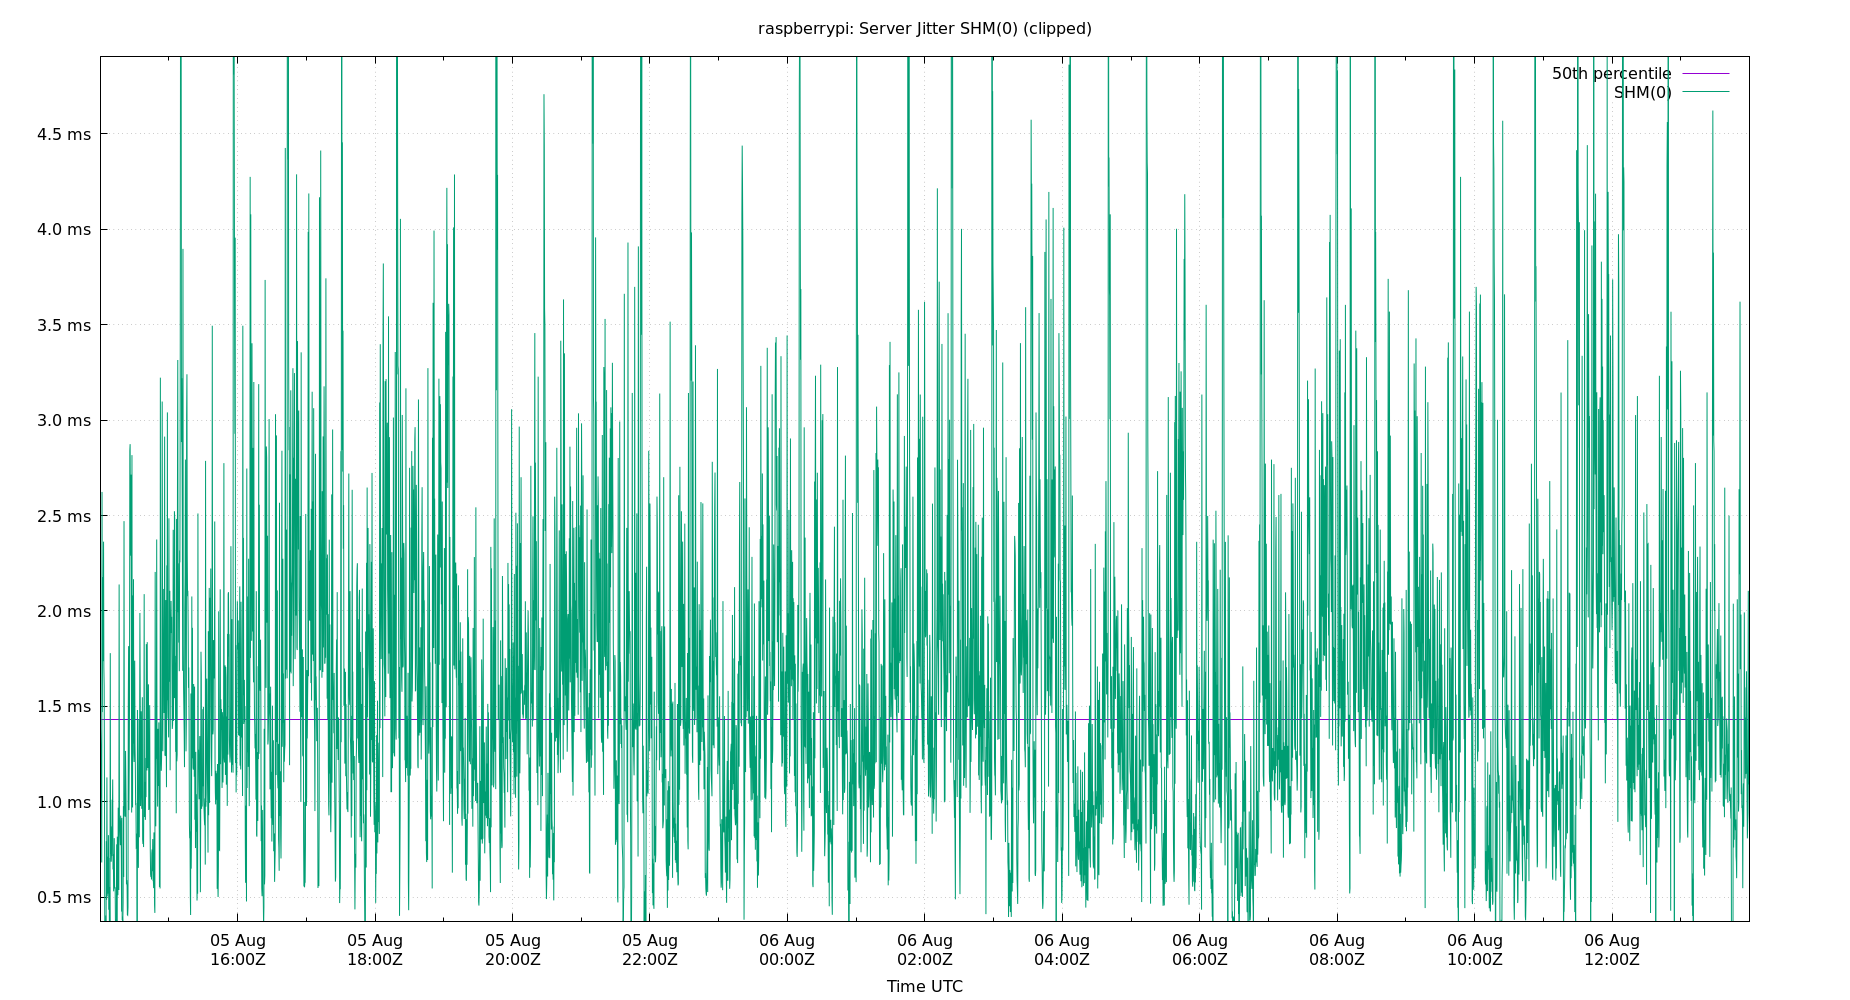 raspberrypi: Server Jitter SHM(0) (clipped)
50th percentile
SHM(0)
4.5 ms
4.0 ms
3.5 ms
3.0 ms
2.5 ms
2.0 ms
1.5 ms
1.0 ms
0.5 ms
05 Aug 05 Aug 05 Aug 05 Aug 06 Aug 06 Aug 06 Aug 06 Aug 06 Aug 06 Aug 06 Aug
16:00Z 18:00Z 20:00Z 22:00Z 00:00Z 02:00Z 04:00Z 06:00Z 08:00Z 10:00Z 12:00Z
Time UTC